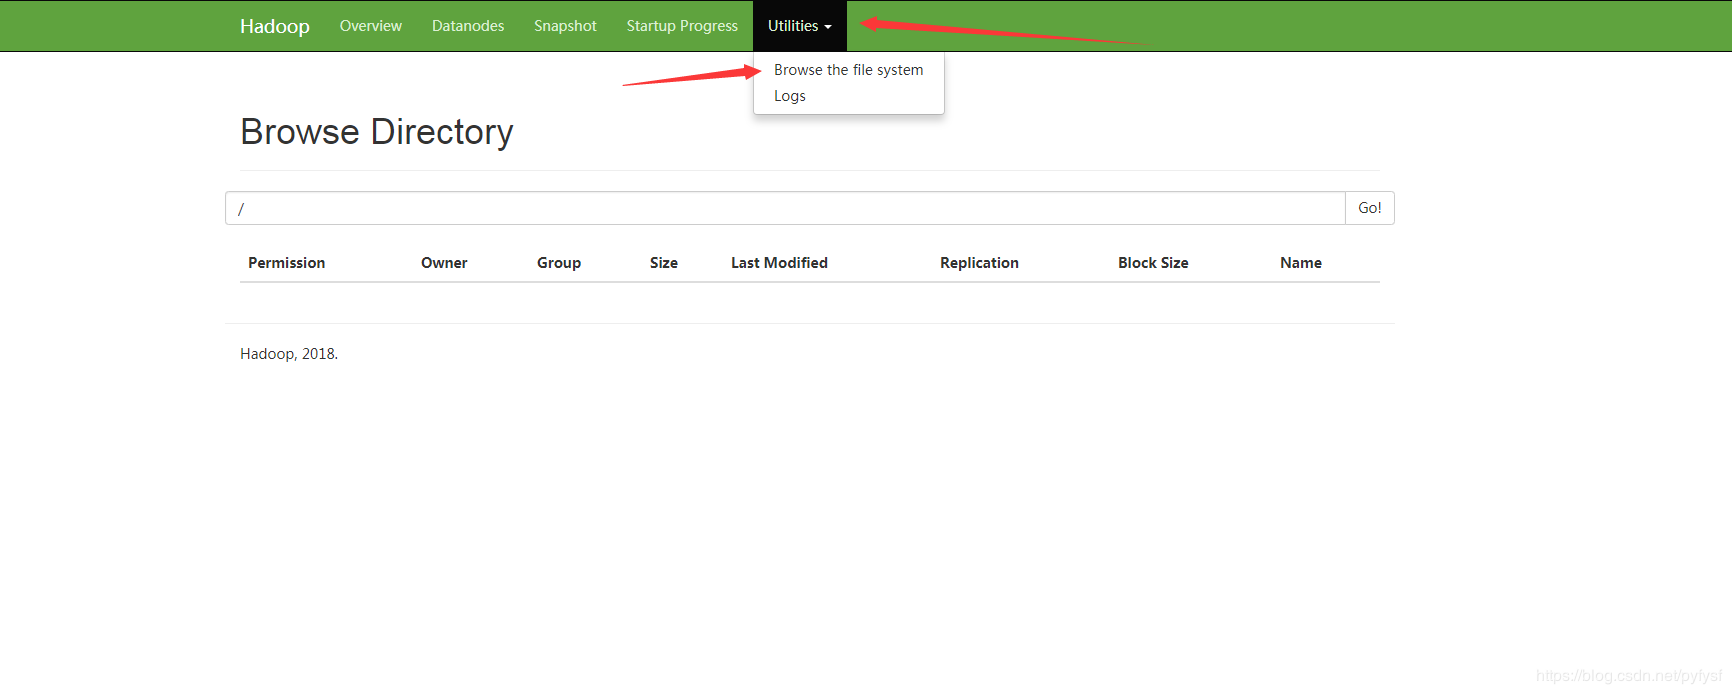 Hadoop Overview Datanodes Snapshot Startup Progress Utilities
Browse the file system
Logs
Browse Directory
/ Go!
Permission Owner Group Size Last Modified Replication Block Size Name
Hadoop, 2018.
https://blog.csdn.net/pyfysf